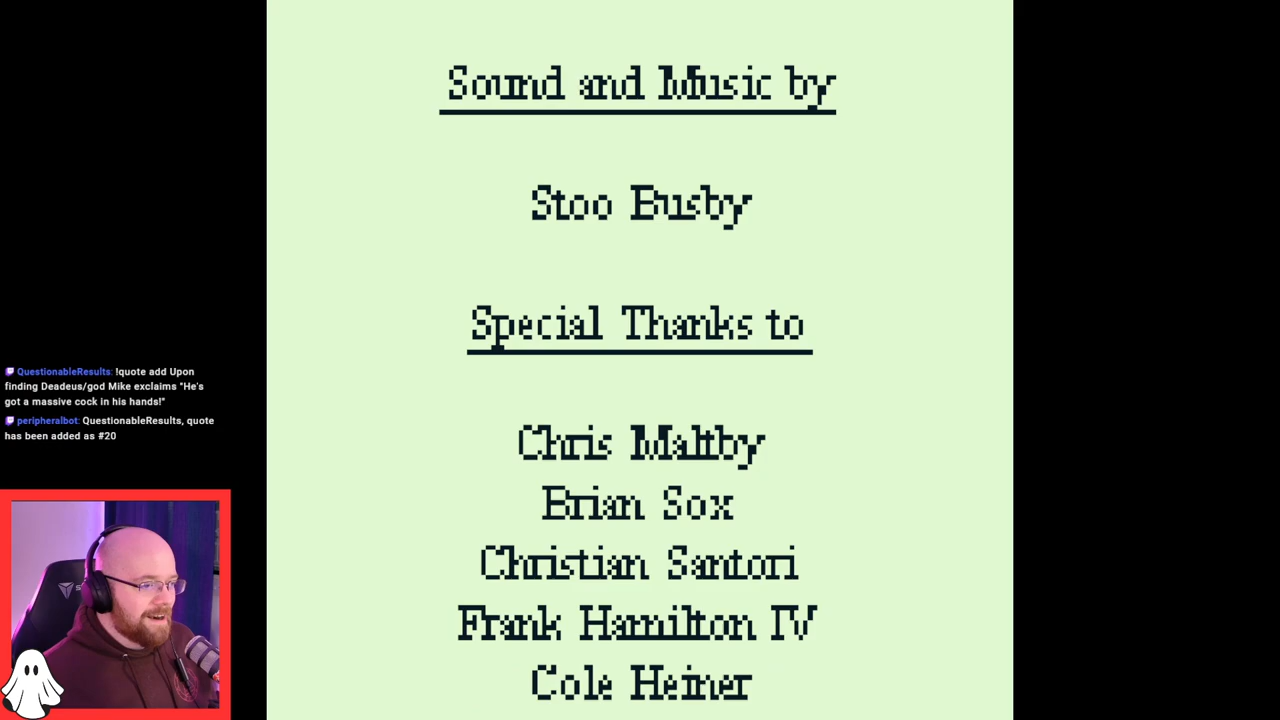 Sound and Music by
Stoo Busby
Special Thanks to
Chris Maltby
Brian Sox
Christian Santori
Frank Hamilton IV
Cole Heiner
QuestionableResults: !quote add Upon
finding Deadeus/god Mike exclaims "He's
got a massive cock in his hands!"
peripheralbot: QuestionableResults, quote
has been added as #20